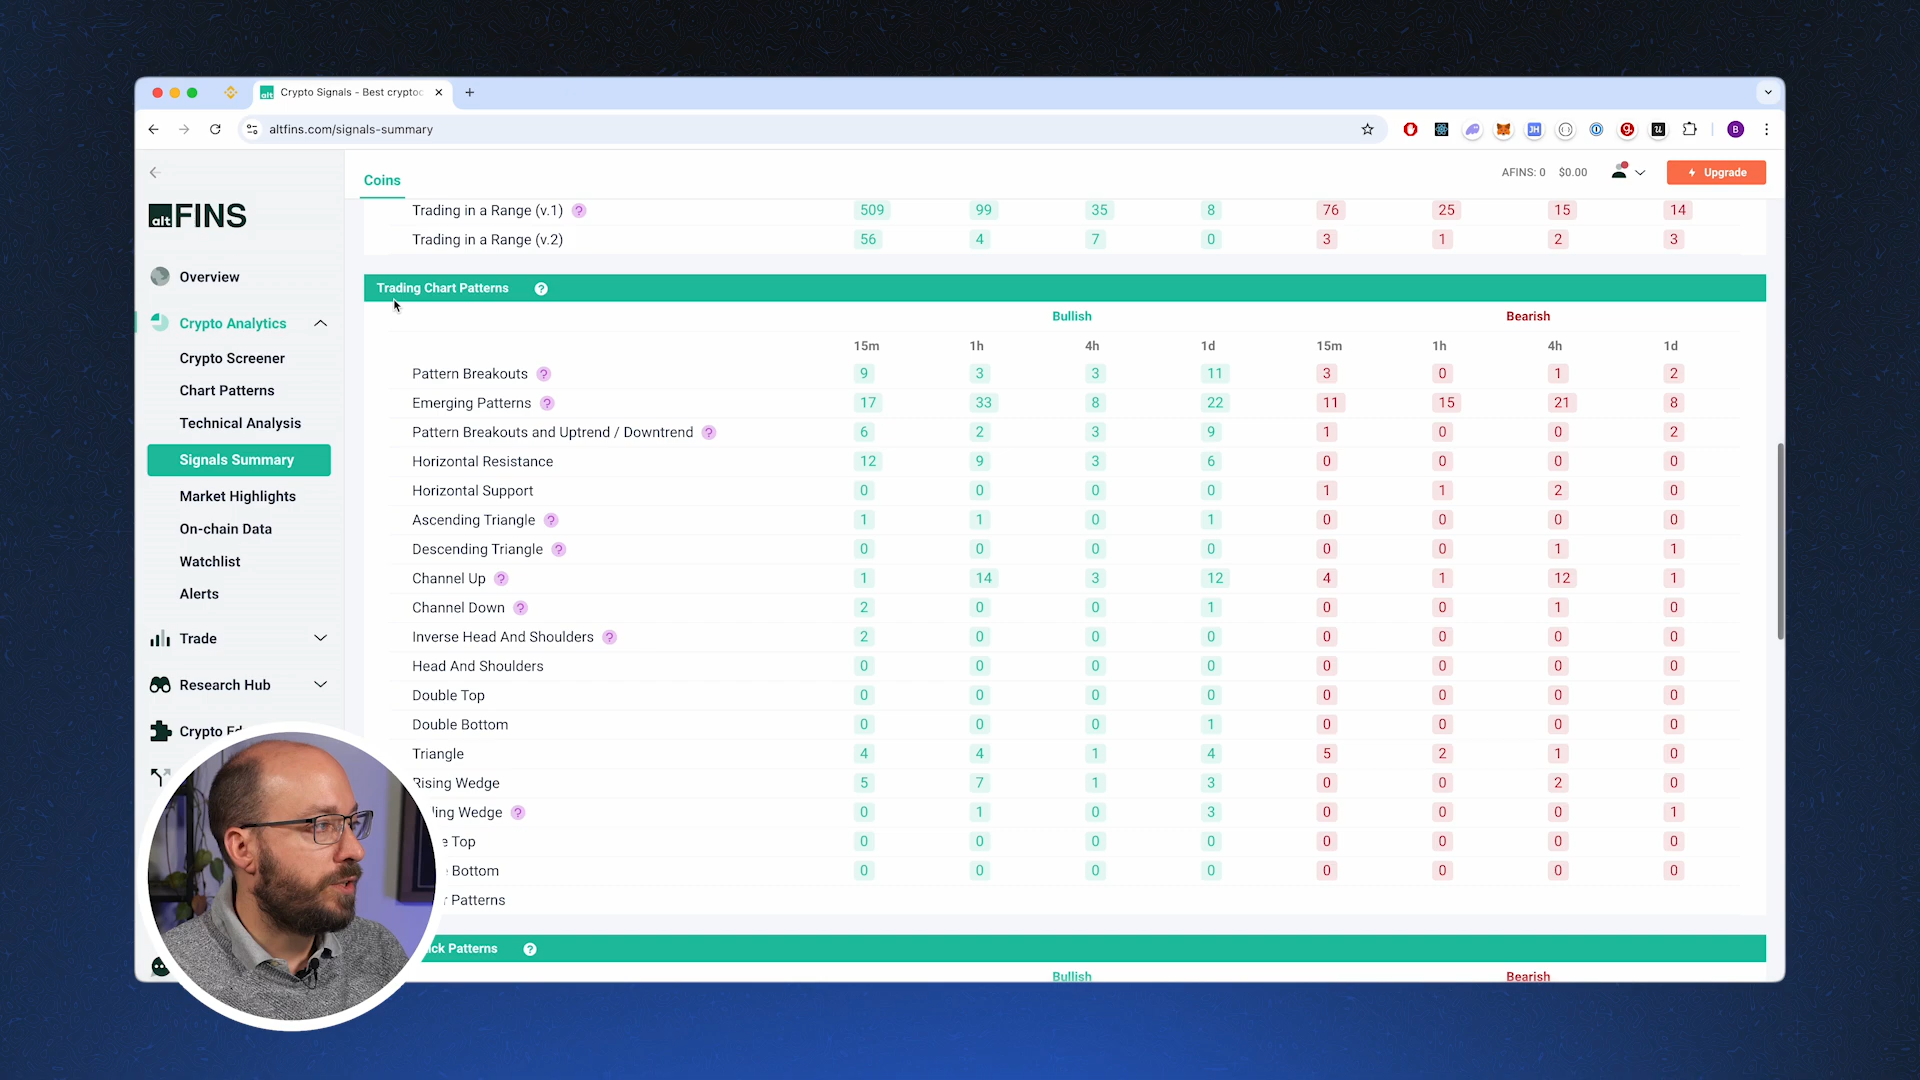 Crypto Signals - Best cryptoc
altfins.com/signals-summary
JH
B
alt FINS
Overview
Crypto Analytics
Crypto Screener
Chart Patterns
Technical Analysis
Signals Summary
Market Highlights
On-chain Data
Watchlist
Alerts
Trade
Research Hub
Crypto Ed
Coins
AFINS: 0 $0.00
Upgrade
Trading in a Range (v.1) ? 509 99 35 8 76 25 15 14
Trading in a Range (v.2) 56 4 7 0 3 1 2 3
Trading Chart Patterns ?
Bullish Bearish
15m 1h 4h 1d 15m 1h 4h 1d
Pattern Breakouts ? 9 3 3 11 3 0 1 2
Emerging Patterns ? 17 33 8 22 11 15 21 8
Pattern Breakouts and Uptrend / Downtrend ? 6 2 3 9 1 0 0 2
Horizontal Resistance 12 9 3 6 0 0 0 0
Horizontal Support 0 0 0 0 1 1 2 0
Ascending Triangle ? 1 1 0 1 0 0 0 0
Descending Triangle ? 0 0 0 0 0 0 1 1
Channel Up ? 1 14 3 12 4 1 12 1
Channel Down ? 2 0 0 1 0 0 1 0
Inverse Head And Shoulders ? 2 0 0 0 0 0 0 0
Head And Shoulders 0 0 0 0 0 0 0 0
Double Top 0 0 0 0 0 0 0 0
Double Bottom 0 0 0 1 0 0 0 0
Triangle 4 4 1 4 5 2 1 0
Rising Wedge 5 7 1 3 0 0 2 0
ling Wedge ? 0 1 0 3 0 0 0 1
e Top 0 0 0 0 0 0 0 0
Bottom 0 0 0 0 0 0 0 0
r Patterns
ick Patterns ?
Bullish Bearish